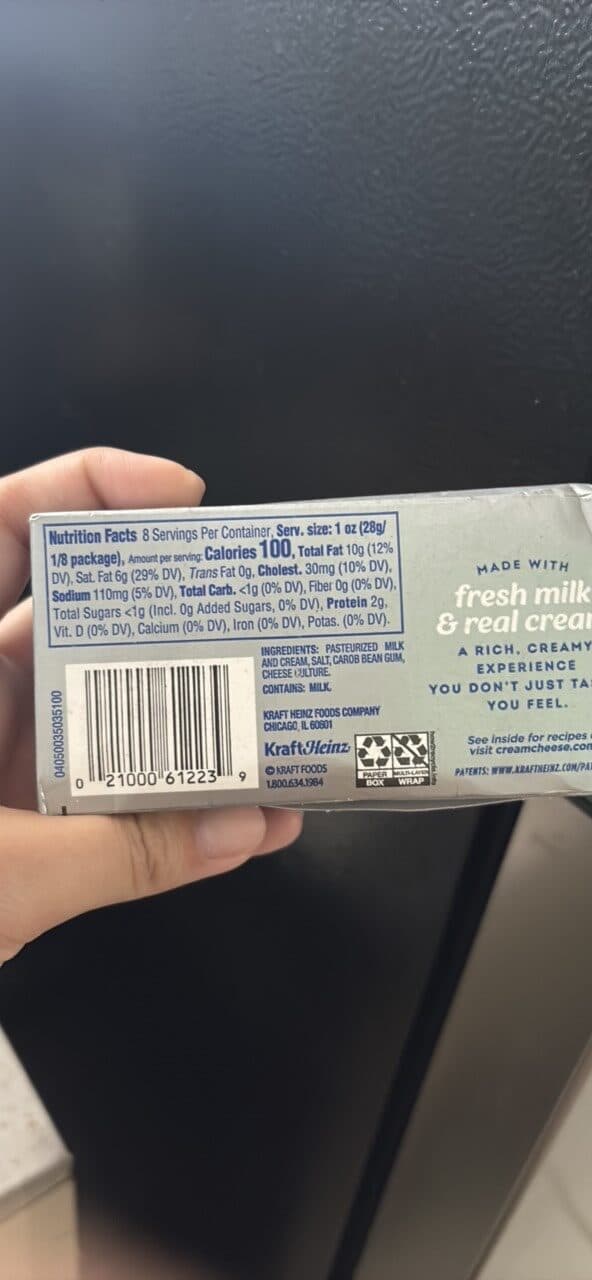 Nutrition Facts 8 Servings Per Container, Serv. size: 1 oz (28g/
1/8 package), Amount per serving: Calories 100, Total Fat 10g (12%
DV), Sat. Fat 6g (29% DV), Trans Fat 0g, Cholest. 30mg (10% DV),
Sodium 110mg (5% DV), Total Carb. <1g (0% DV), Fiber 0g (0% DV),
Total Sugars <1g (Incl. 0g Added Sugars, 0% DV), Protein 2g,
Vit. D (0% DV), Calcium (0% DV), Iron (0% DV), Potas. (0% DV).
04050035035100
0 21000 61223 9
INGREDIENTS: PASTEURIZED MILK
AND CREAM, SALT, CAROB BEAN GUM,
CHEESE CULTURE.
CONTAINS: MILK.
KRAFT HEINZ FOODS COMPANY
CHICAGO, IL 60601
KraftHeinz
© KRAFT FOODS
1.800.634.1984
PAPER
BOX
MULTI-LAYER
WRAP
MADE WITH
fresh milk
& real crea
A RICH, CREAMY
EXPERIENCE
YOU DON'T JUST TA
YOU FEEL.
See inside for recipes
visit creamcheese.com
PATENTS: WWW.KRAFTHEINZ.COM/PA